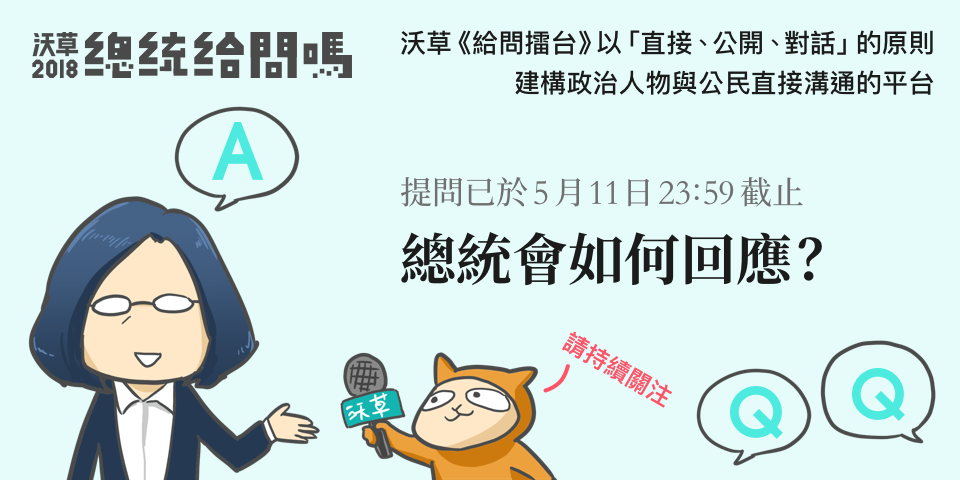 沃草
2018
總統給問嗎
沃草《給問擂台》以「直接、公開、對話」的原則
建構政治人物與公民直接溝通的平台
A
提問已於5月11日23:59截止
總統會如何回應？
請持續關注
沃草
Q
Q